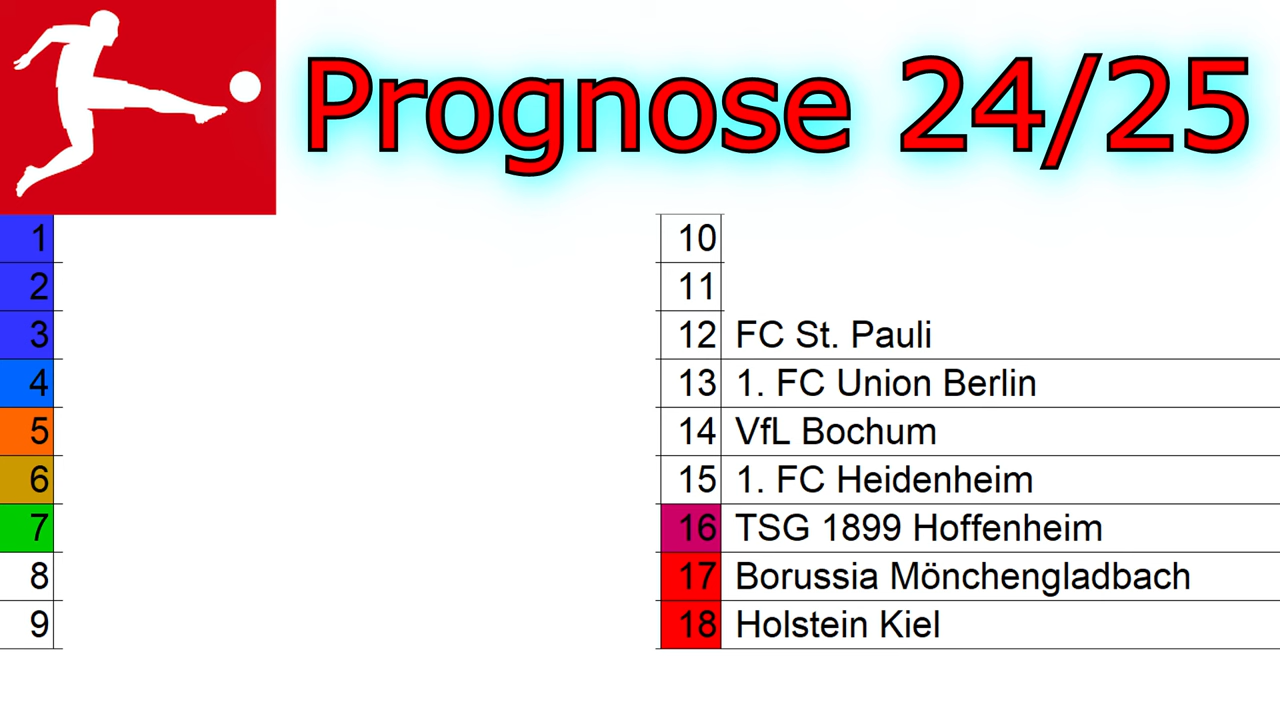 Prognose 24/25
1
2
3
4
5
6
7
8
9
10
11
12 FC St. Pauli
13 1. FC Union Berlin
14 VfL Bochum
15 1. FC Heidenheim
16 TSG 1899 Hoffenheim
17 Borussia Mönchengladbach
18 Holstein Kiel